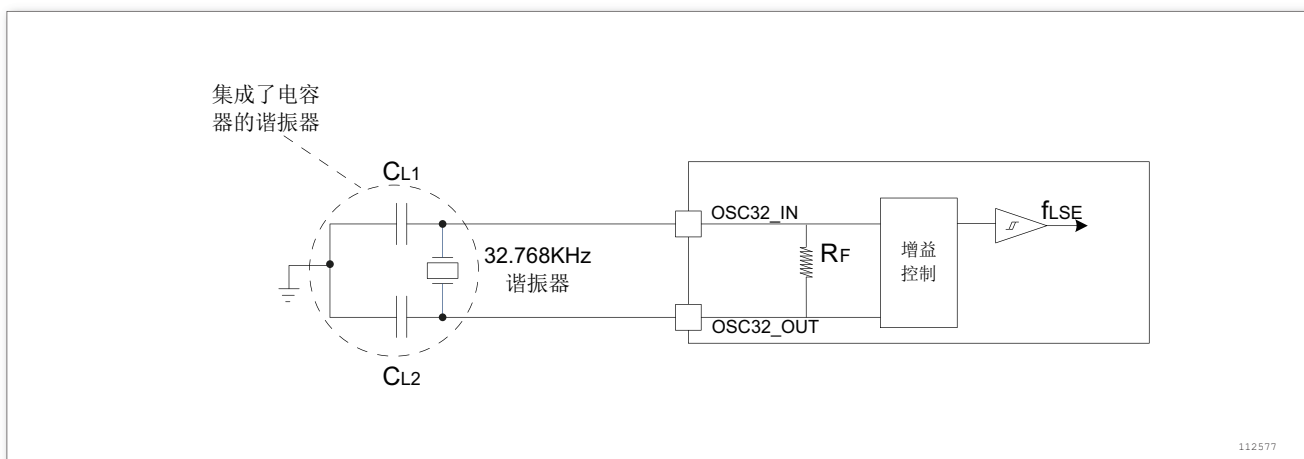 集成了电容
器的谐振器
CL1
OSC32_IN
fLSE
32.768KHz
谐振器
RF
增益
控制
OSC32_OUT
CL2
112577